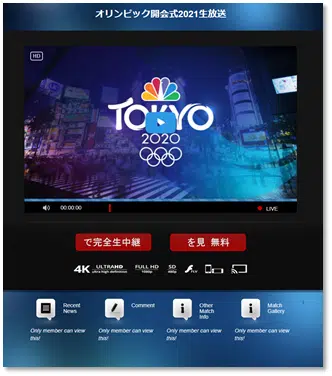 オリンピック開会式2021生放送
HD
TOKYO
2020
00:00:00
LIVE
で完全生中継
を見 無料
4K ULTRAHD
ultra high definition
FULL HD
1080p
SD
480p
Recent
News
Comment
Other
Match
Info
Match
Gallery
Only member can view
this!
Only member can view
this!
Only member can view
this!
Only member can view
this!